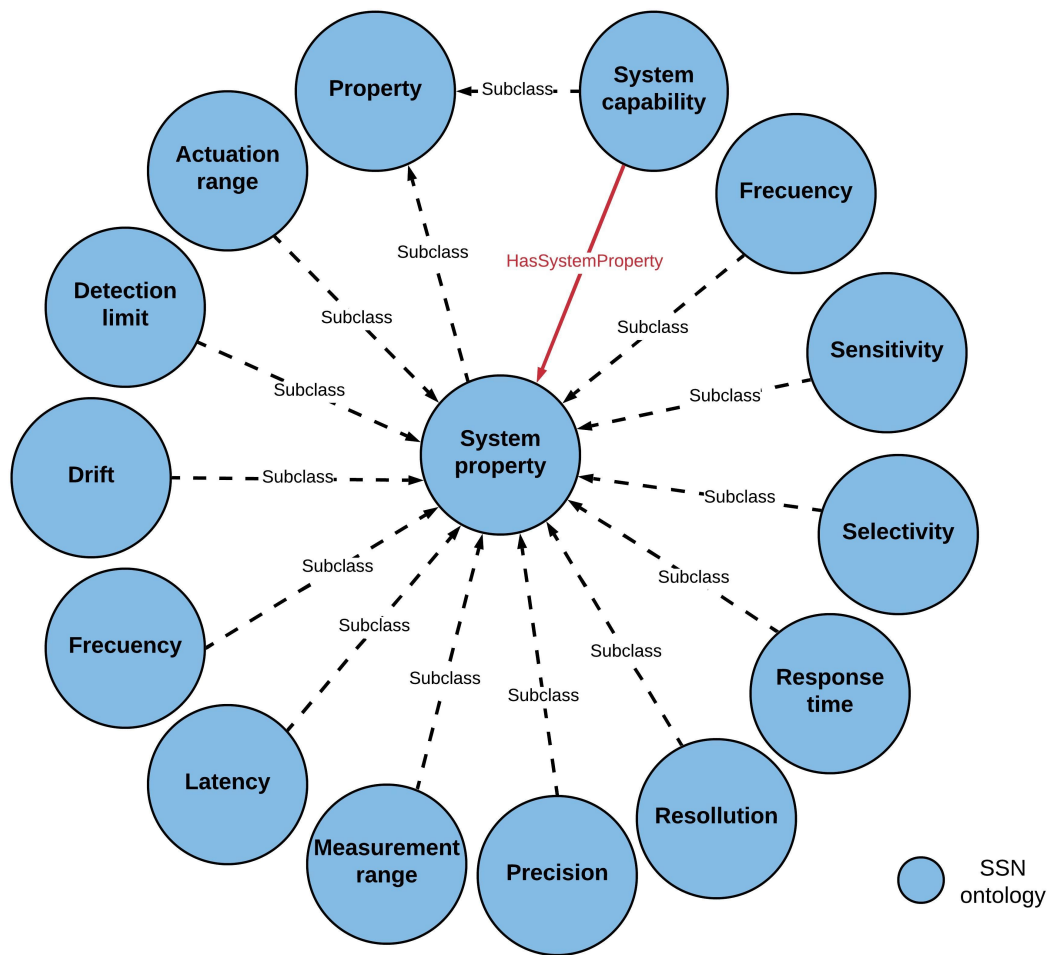 Property
Subclass
System
capability
Actuation
range
Frecuency
Subclass
HasSystemProperty
Detection
limit
Subclass
Subclass
Sensitivity
Subclass
Subclass
System
property
Drift
Subclass
Subclass
Selectivity
Subclass
Subclass
Frecuency
Subclass
Subclass
Subclass
Subclass
Response
time
Latency
Resollution
Measurement
range
Precision
SSN
ontology